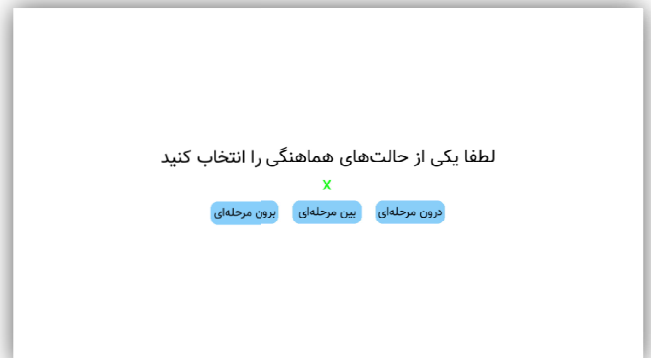 لطفا یکی از حالت‌های هماهنگی را انتخاب کنید
x
درون مرحله‌ای بین مرحله‌ای برون مرحله‌ای